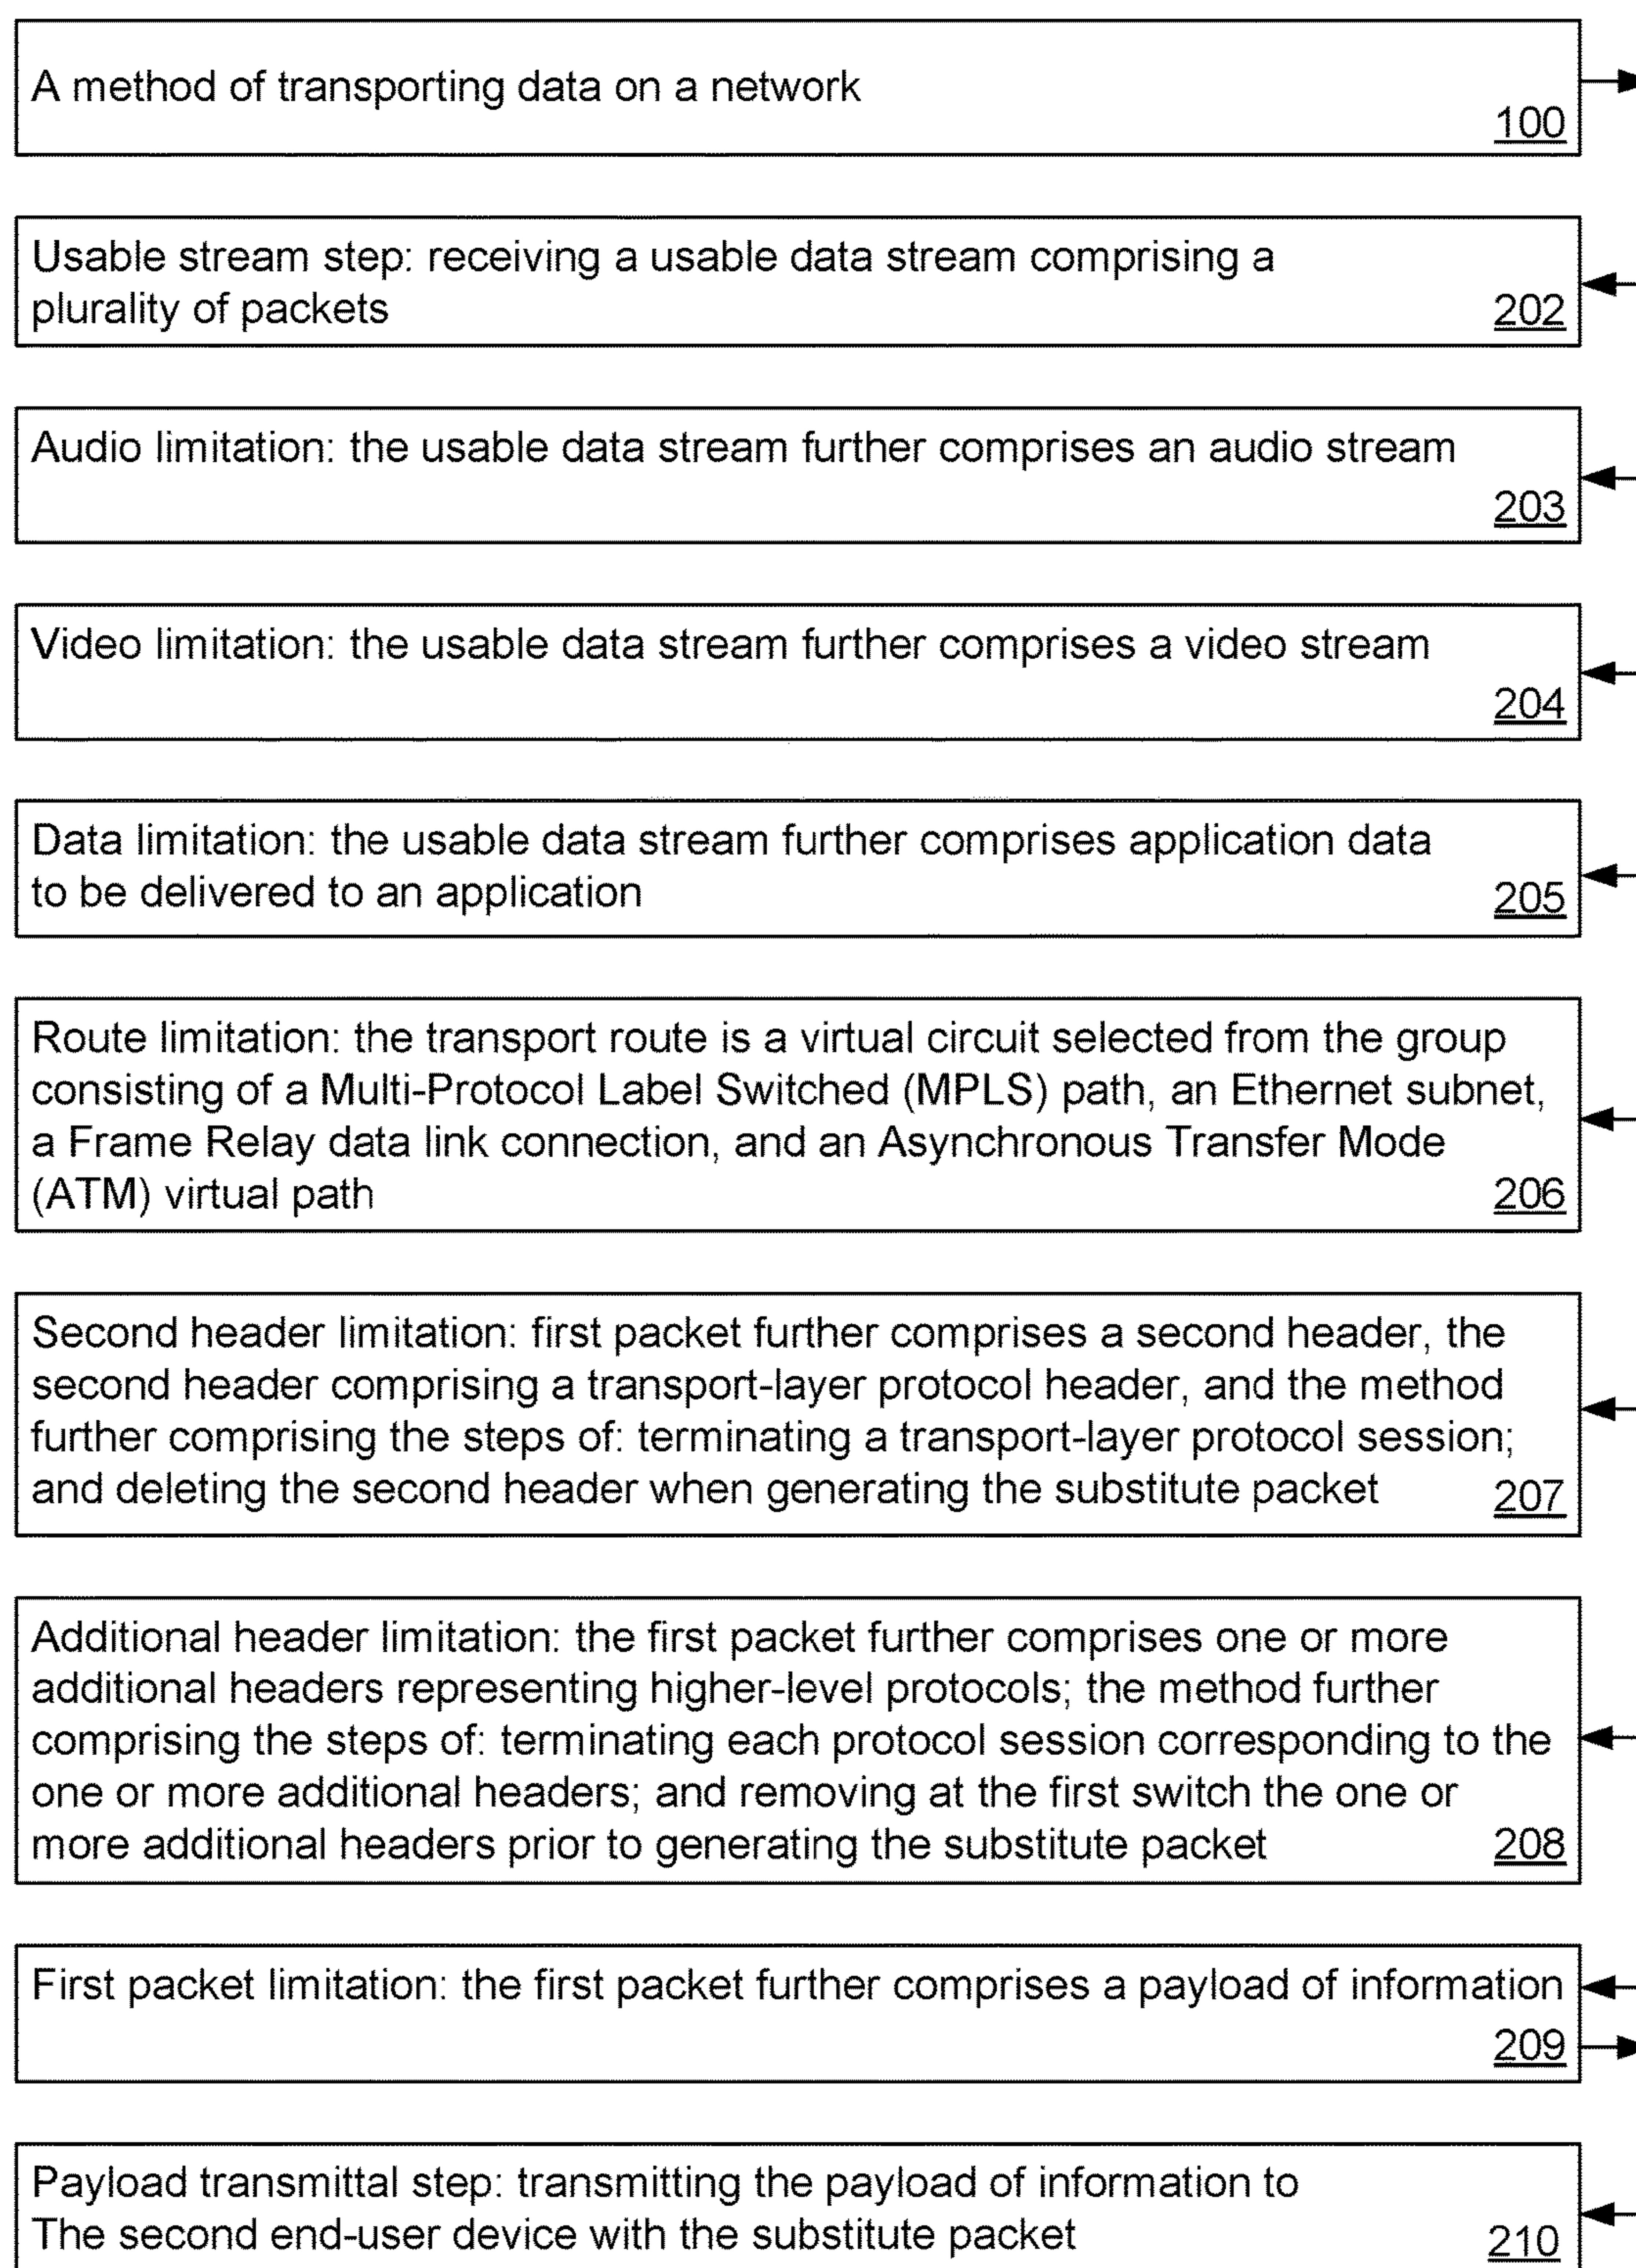 A method of transporting data on a network
100
Usable stream step: receiving a usable data stream comprising a
plurality of packets
202
Audio limitation: the usable data stream further comprises an audio stream
203
Video limitation: the usable data stream further comprises a video stream
204
Data limitation: the usable data stream further comprises application data
to be delivered to an application
205
Route limitation: the transport route is a virtual circuit selected from the group
consisting of a Multi-Protocol Label Switched (MPLS) path, an Ethernet subnet,
a Frame Relay data link connection, and an Asynchronous Transfer Mode
(ATM) virtual path
206
Second header limitation: first packet further comprises a second header, the
second header comprising a transport-layer protocol header, and the method
further comprising the steps of: terminating a transport-layer protocol session;
and deleting the second header when generating the substitute packet
207
Additional header limitation: the first packet further comprises one or more
additional headers representing higher-level protocols; the method further
comprising the steps of: terminating each protocol session corresponding to the
one or more additional headers; and removing at the first switch the one or
more additional headers prior to generating the substitute packet
208
First packet limitation: the first packet further comprises a payload of information
209
Payload transmittal step: transmitting the payload of information to
The second end-user device with the substitute packet
210